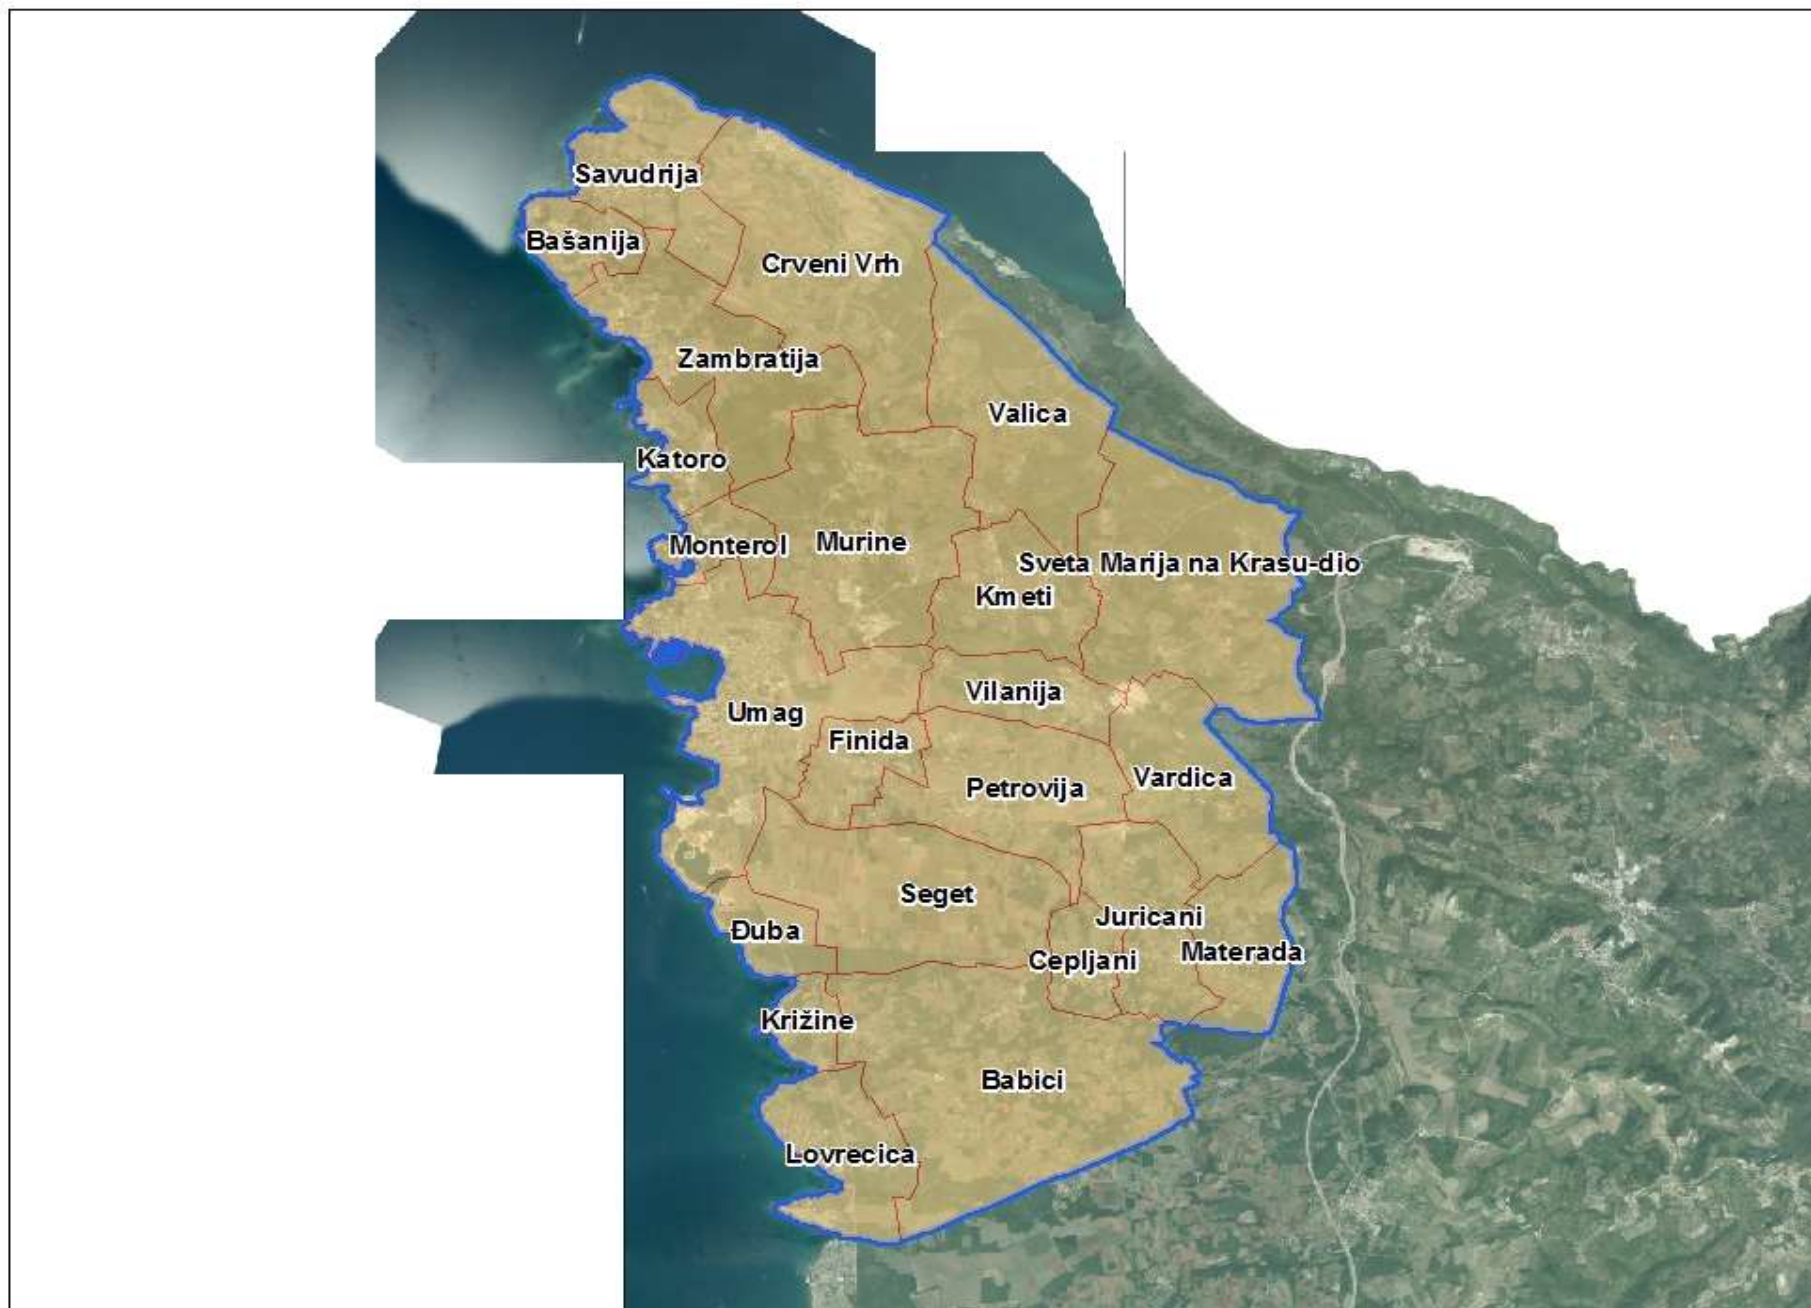 Savudrija
Bašanija
Crveni Vrh
Zambratija
Valica
Katoro
Monterol
Murine
Sveta Marija na Krasu-dio
Kmeti
Vilanija
Umag
Finida
Petrovija
Vardica
Seget
Đuba
Juricani
Cepljani
Materada
Križine
Babici
Lovrecica